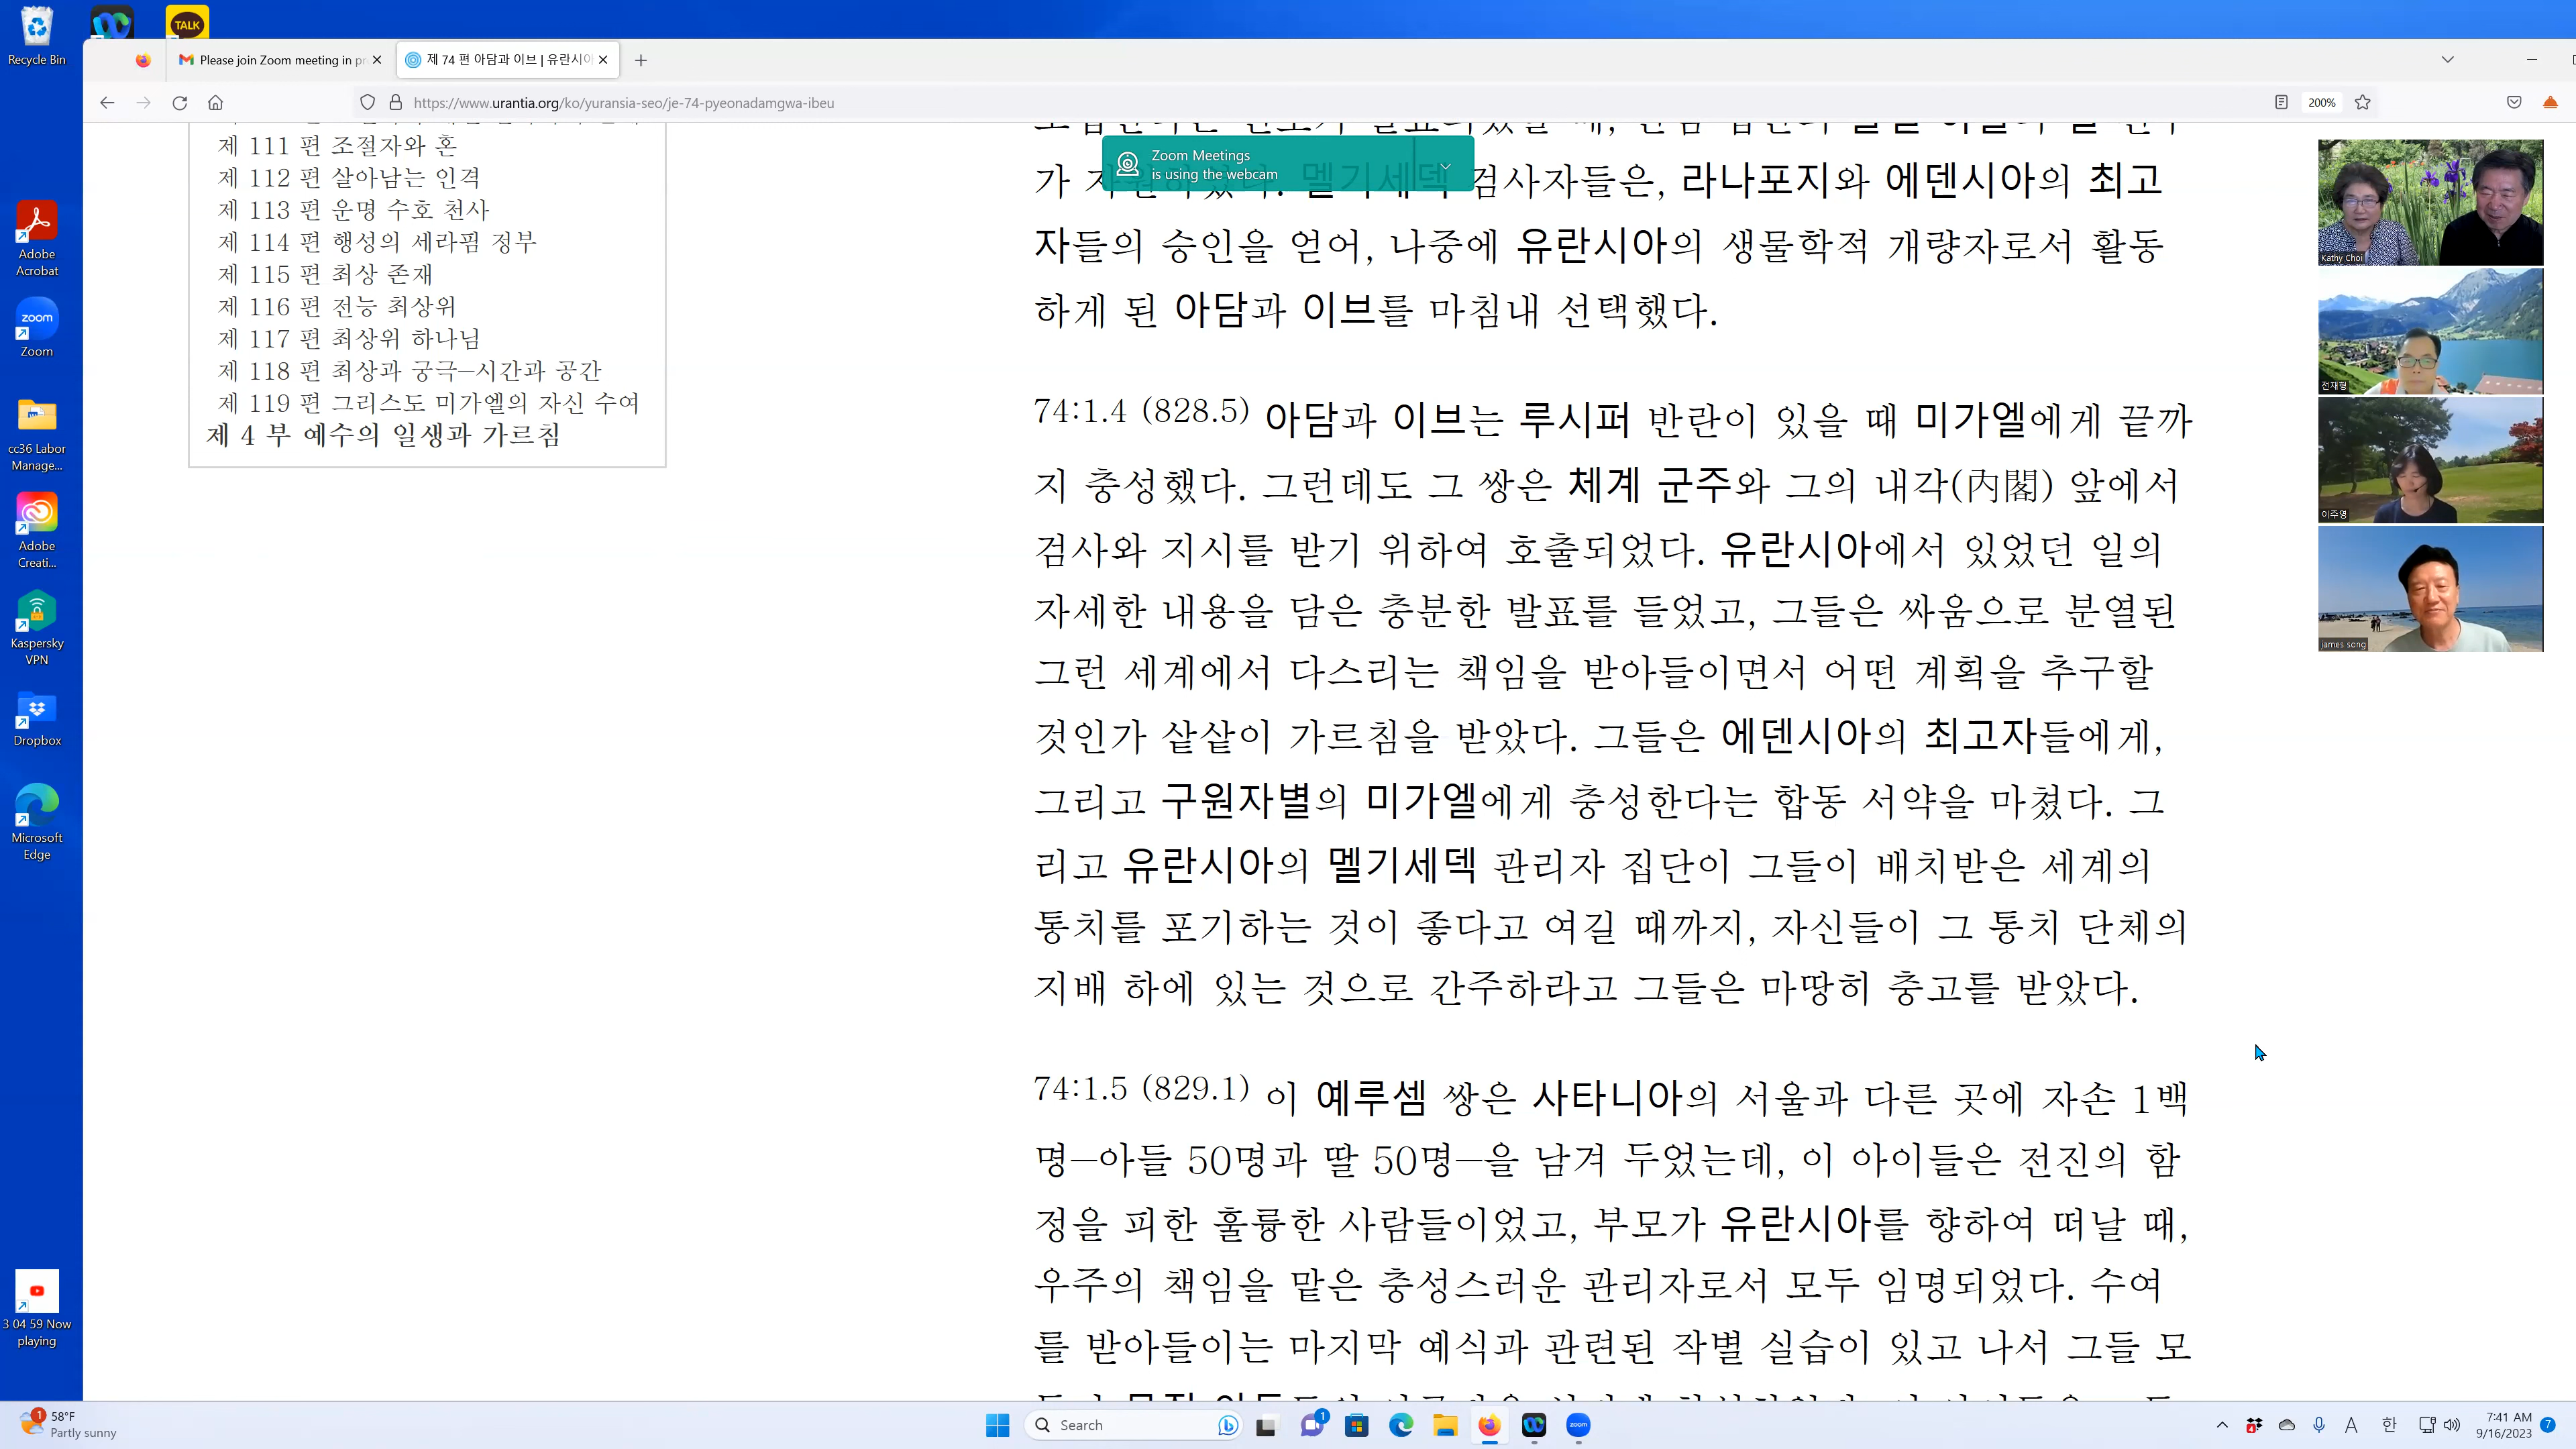 Recycle Bin
TALK
Please join Zoom meeting in pr
제 74 편 아담과 이브 | 유란시아
https://www.urantia.org/ko/yuransia-seo/je-74-pyeonadamgwa-ibeu
200%
제 111 편 조절자와 혼
제 112 편 살아남는 인격
제 113 편 운명 수호 천사
제 114 편 행성의 세라핌 정부
제 115 편 최상 존재
제 116 편 전능 최상위
제 117 편 최상위 하나님
제 118 편 최상과 궁극—시간과 공간
제 119 편 그리스도 미가엘의 자신 수여
제 4 부 예수의 일생과 가르침
Zoom Meetings
is using the webcam
가 자원하였다. 멜기세덱 검사자들은, 라나포지와 에덴시아의 최고
자들의 승인을 얻어, 나중에 유란시아의 생물학적 개량자로서 활동
하게 된 아담과 이브를 마침내 선택했다.
74:1.4 (828.5) 아담과 이브는 루시퍼 반란이 있을 때 미가엘에게 끝까
지 충성했다. 그런데도 그 쌍은 체계 군주와 그의 내각(內閣) 앞에서
검사와 지시를 받기 위하여 호출되었다. 유란시아에서 있었던 일의
자세한 내용을 담은 충분한 발표를 들었고, 그들은 싸움으로 분열된
그런 세계에서 다스리는 책임을 받아들이면서 어떤 계획을 추구할
것인가 샅샅이 가르침을 받았다. 그들은 에덴시아의 최고자들에게,
그리고 구원자별의 미가엘에게 충성한다는 합동 서약을 마쳤다. 그
리고 유란시아의 멜기세덱 관리자 집단이 그들이 배치받은 세계의
통치를 포기하는 것이 좋다고 여길 때까지, 자신들이 그 통치 단체의
지배 하에 있는 것으로 간주하라고 그들은 마땅히 충고를 받았다.
74:1.5 (829.1) 이 예루셈 쌍은 사타니아의 서울과 다른 곳에 자손 1백
명—아들 50명과 딸 50명—을 남겨 두었는데, 이 아이들은 전진의 함
정을 피한 훌륭한 사람들이었고, 부모가 유란시아를 향하여 떠날 때,
우주의 책임을 맡은 충성스러운 관리자로서 모두 임명되었다. 수여
를 받아들이는 마지막 예식과 관련된 작별 실습이 있고 나서 그들 모
Kathy Choi
전재형
이주영
james song
Adobe
Acrobat
zoom
Zoom
cc36 Labor
Manage...
Adobe
Creati...
Kaspersky
VPN
Dropbox
Microsoft
Edge
3 04 59 Now
playing
1
58°F
Partly sunny
Search
1
zoom
4
A
한
7:41 AM
9/16/2023
7